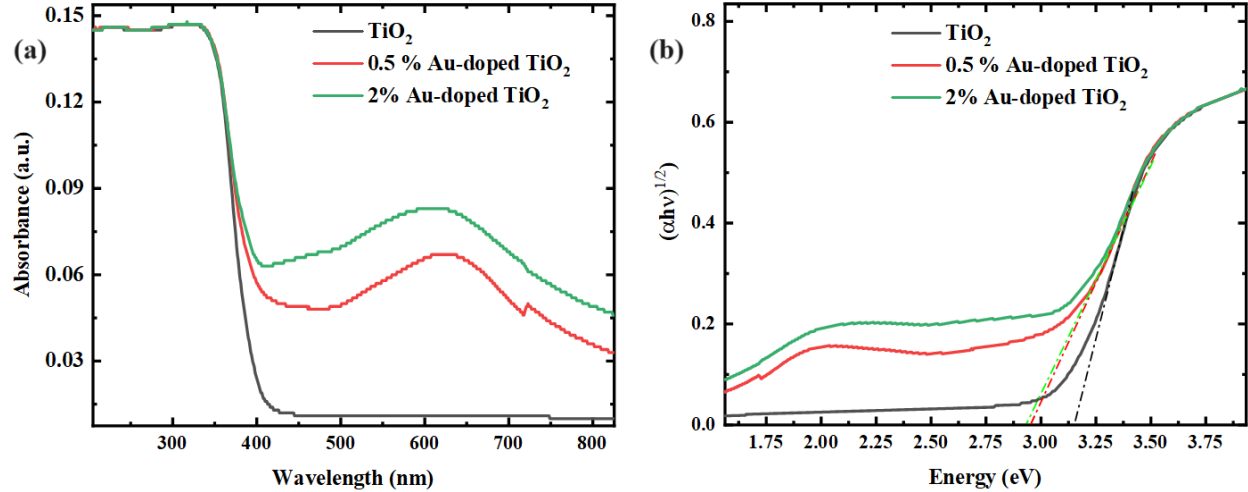 (a)
TiO2
0.5 % Au-doped TiO2
2% Au-doped TiO2
0.15
0.12
0.09
0.06
0.03
Absorbance (a.u.)
300 400 500 600 700 800
Wavelength (nm)
(b)
TiO2
0.5 % Au-doped TiO2
2% Au-doped TiO2
0.8
0.6
0.4
0.2
0.0
(αhν)1/2
1.75 2.00 2.25 2.50 2.75 3.00 3.25 3.50 3.75
Energy (eV)